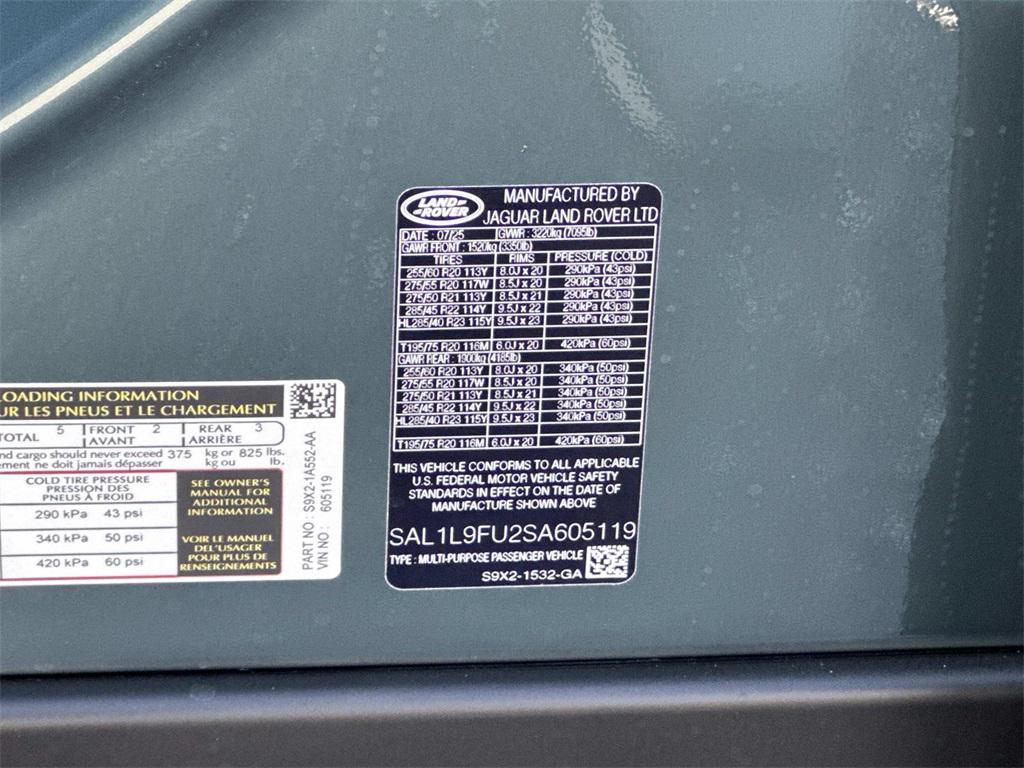 LAND
ROVER
MANUFACTURED BY
JAGUAR LAND ROVER LTD
DATE : 07/25 GVWR : 3220kg (7095lb)
GAWR FRONT : 1520kg (3350lb)
TIRES RIMS PRESSURE (COLD)
255/60 R20 113Y 8.0J x 20 290kPa (43psi)
275/55 R20 117W 8.5J x 20 290kPa (43psi)
275/50 R21 113Y 8.5J x 21 290kPa (43psi)
285/45 R22 114Y 9.5J x 22 290kPa (43psi)
HL285/40 R23 115Y 9.5J x 23 290kPa (43psi)
T195/75 R20 116M 6.0J x 20 420kPa (60psi)
GAWR REAR : 1900kg (4185lb)
255/60 R20 113Y 8.0J x 20 340kPa (50psi)
275/55 R20 117W 8.5J x 20 340kPa (50psi)
275/50 R21 113Y 8.5J x 21 340kPa (50psi)
285/45 R22 114Y 9.5J x 22 340kPa (50psi)
HL285/40 R23 115Y 9.5J x 23 340kPa (50psi)
T195/75 R20 116M 6.0J x 20 420kPa (60psi)
THIS VEHICLE CONFORMS TO ALL APPLICABLE
U.S. FEDERAL MOTOR VEHICLE SAFETY
STANDARDS IN EFFECT ON THE DATE OF
MANUFACTURE SHOWN ABOVE
SAL1L9FU2SA605119
TYPE : MULTI-PURPOSE PASSENGER VEHICLE
S9X2-1532-GA
LOADING INFORMATION
UR LES PNEUS ET LE CHARGEMENT
TOTAL 5 FRONT 2 REAR 3
AVANT ARRIÈRE
nd cargo should never exceed 375 kg or 825 lbs.
ement ne doit jamais dépasser kg ou lb.
COLD TIRE PRESSURE
PRESSION DES
PNEUS À FROID
290 kPa 43 psi
340 kPa 50 psi
420 kPa 60 psi
SEE OWNER'S
MANUAL FOR
ADDITIONAL
INFORMATION
VOIR LE MANUEL
DE L'USAGER
POUR PLUS DE
RENSEIGNEMENTS
PART NO : S9X2-1A552-AA
VIN NO : 605119